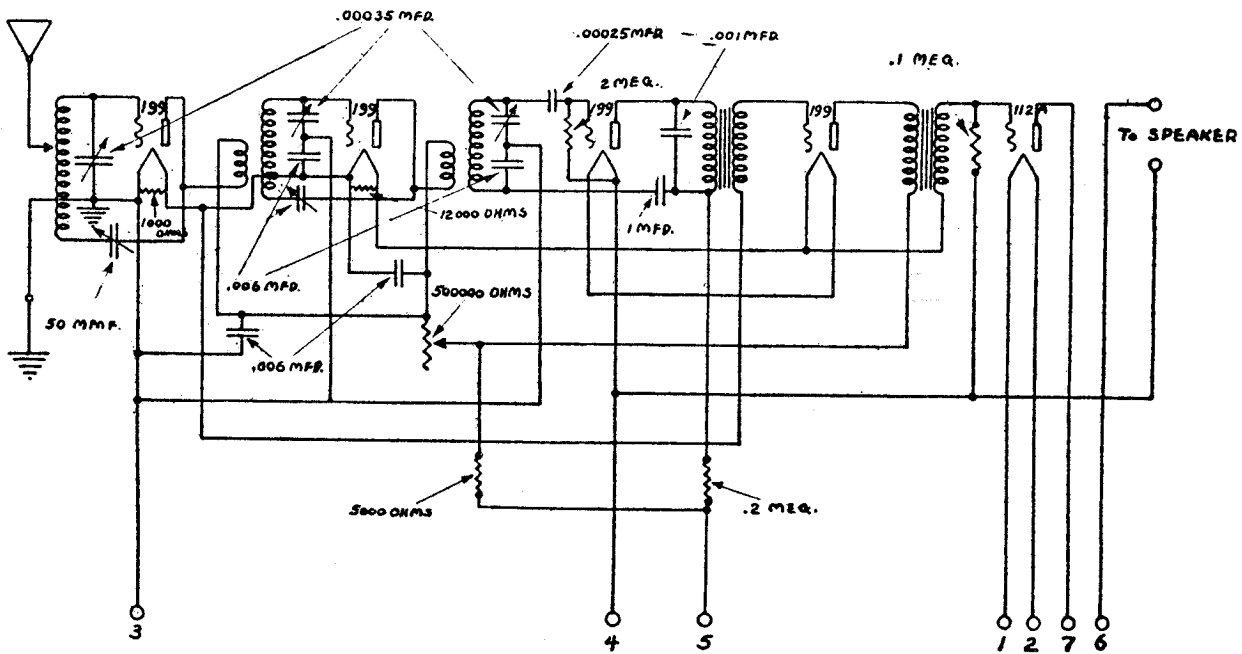 .00035 MFD.
.00025 MFD
.001 MFD.
.1 MEG.
2 MEG.
199
199
199
199
112A
To SPEAKER
1000
OHMS
12000 OHMS
1 MFD.
.006 MFD.
500000 OHMS
50 MMF.
.006 MFD.
5000 OHMS
.2 MEG.
3
4
5
1
2
7
6